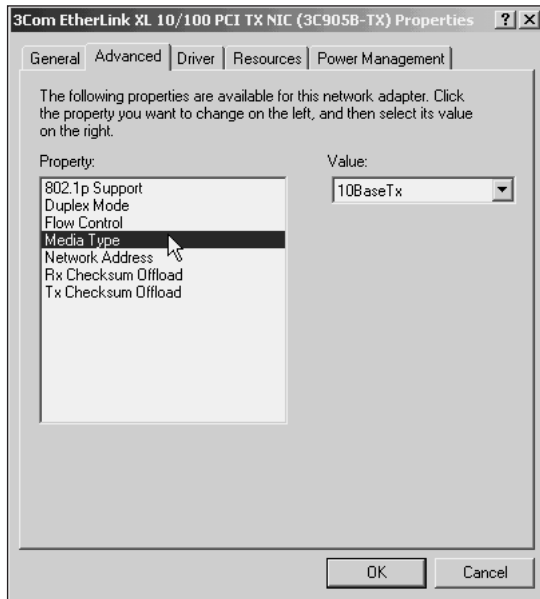 3Com EtherLink XL 10/100 PCI TX NIC (3C905B-TX) Properties
General Advanced Driver Resources Power Management
The following properties are available for this network adapter. Click
the property you want to change on the left, and then select its value
on the right.
Property:
802.1p Support
Duplex Mode
Flow Control
Media Type
Network Address
Rx Checksum Offload
Tx Checksum Offload
Value:
10BaseTx
OK Cancel